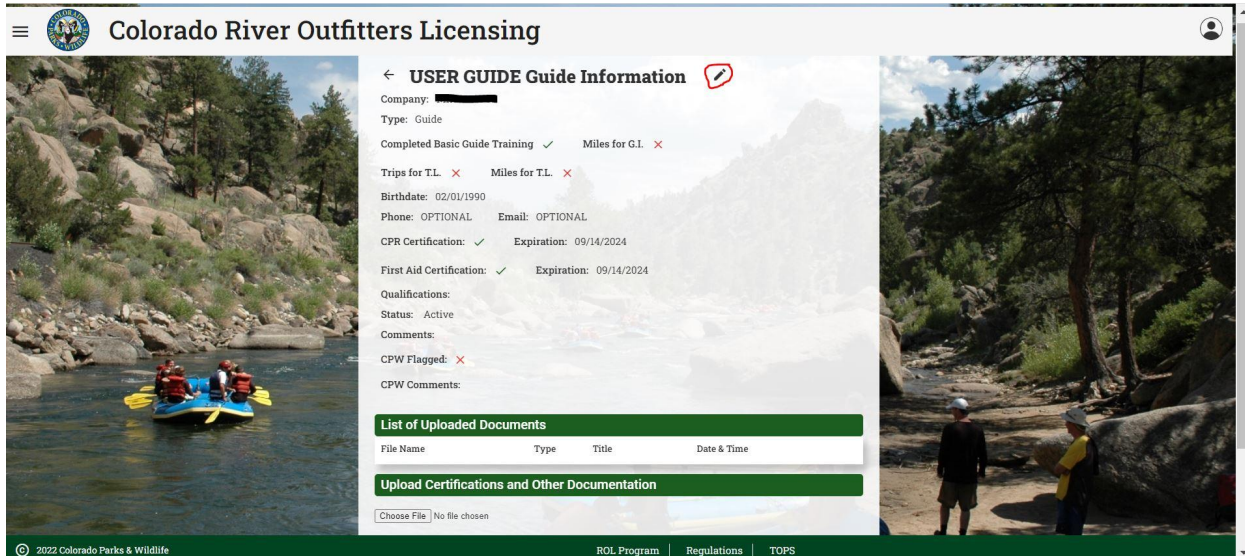 Colorado River Outfitters Licensing
USER GUIDE Guide Information
Company:
Type: Guide
Completed Basic Guide Training Miles for G.I.
Trips for T.L. Miles for T.L.
Birthdate: 02/01/1990
Phone: OPTIONAL Email: OPTIONAL
CPR Certification: Expiration: 09/14/2024
First Aid Certification: Expiration: 09/14/2024
Qualifications:
Status: Active
Comments:
CPW Flagged:
CPW Comments:
List of Uploaded Documents
File Name Type Title Date & Time
Upload Certifications and Other Documentation
Choose File No file chosen
© 2022 Colorado Parks & Wildlife ROL Program | Regulations | TOPS